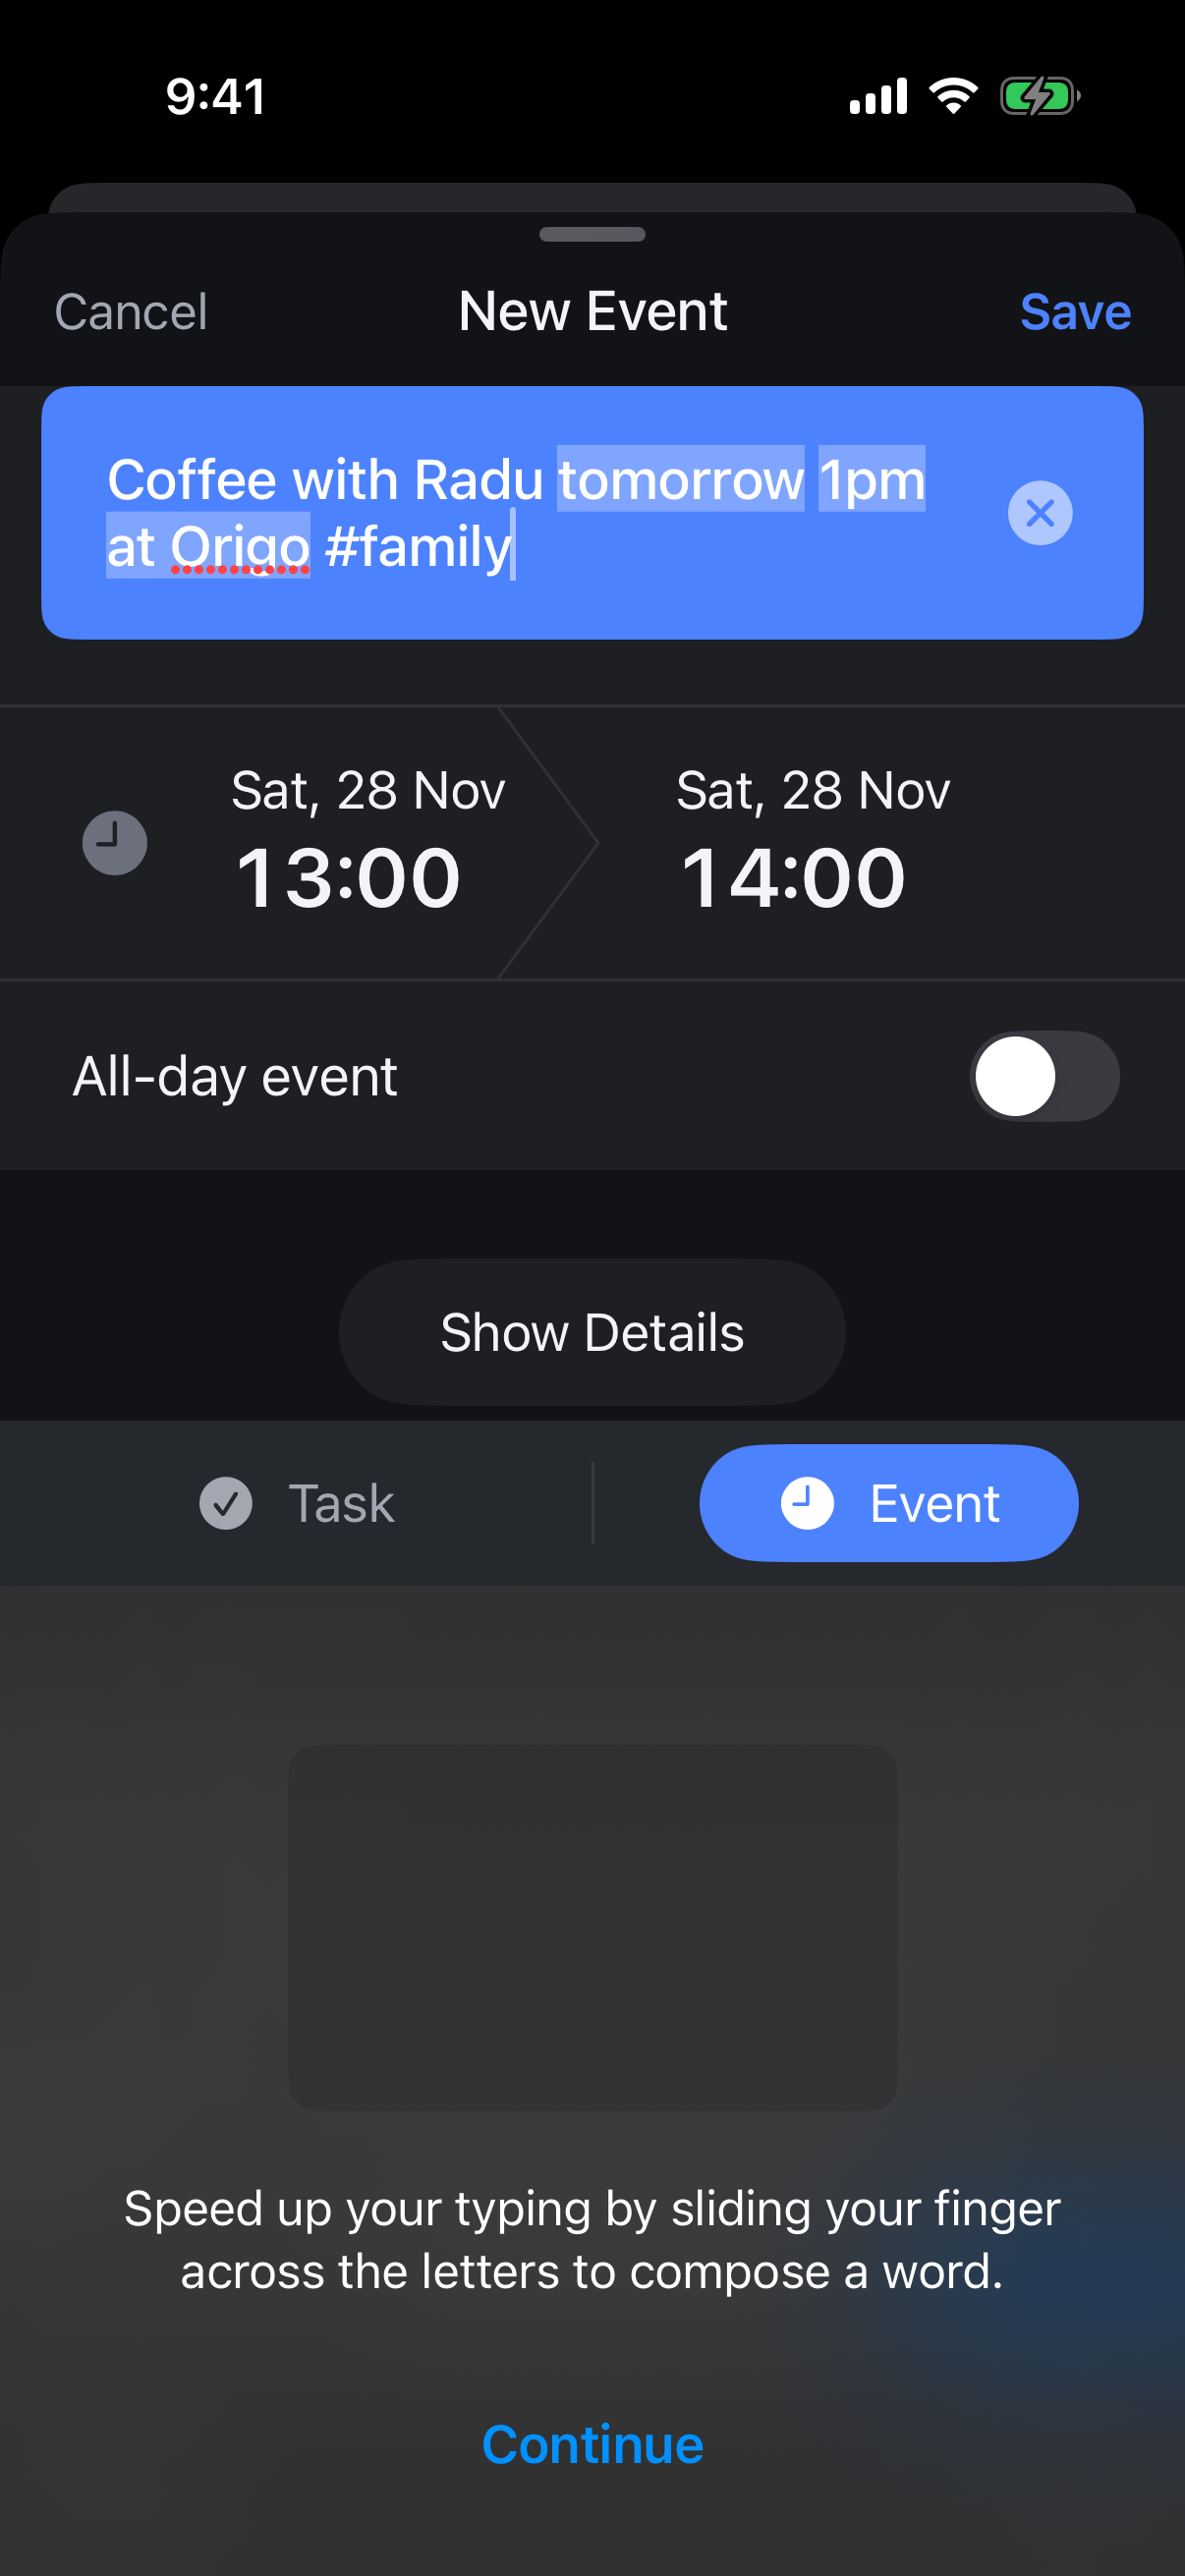 9:41
Cancel
New Event
Save
Coffee with Radu tomorrow 1pm
at Origo #family
Sat, 28 Nov
13:00
Sat, 28 Nov
14:00
All-day event
Show Details
Task
Event
Speed up your typing by sliding your finger
across the letters to compose a word.
Continue